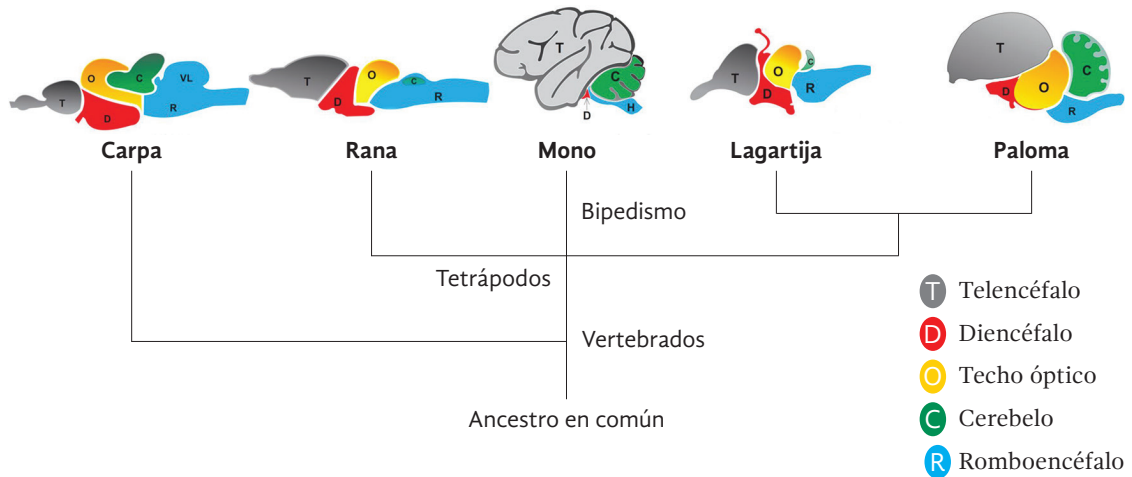 T
O
C
VL
D
R
T
O
C
D
R
T
C
D
H
T
O
C
D
R
T
D
O
C
R
Carpa
Rana
Mono
Lagartija
Paloma
Bipedismo
Tetrápodos
Vertebrados
Ancestro en común
T Telencéfalo
D Diencéfalo
O Techo óptico
C Cerebelo
R Romboencéfalo